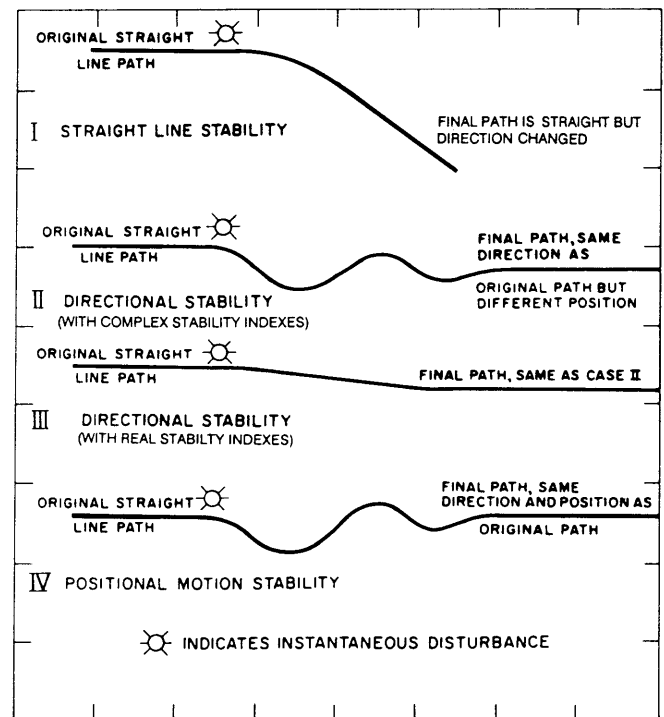 ORIGINAL STRAIGHT
LINE PATH
I STRAIGHT LINE STABILITY
FINAL PATH IS STRAIGHT BUT
DIRECTION CHANGED
ORIGINAL STRAIGHT
LINE PATH
FINAL PATH, SAME
DIRECTION AS
ORIGINAL PATH BUT
DIFFERENT POSITION
II DIRECTIONAL STABILITY
(WITH COMPLEX STABILITY INDEXES)
ORIGINAL STRAIGHT
LINE PATH
FINAL PATH, SAME AS CASE II
III DIRECTIONAL STABILITY
(WITH REAL STABILTY INDEXES)
ORIGINAL STRAIGHT
LINE PATH
FINAL PATH, SAME
DIRECTION AND POSITION AS
ORIGINAL PATH
IV POSITIONAL MOTION STABILITY
INDICATES INSTANTANEOUS DISTURBANCE